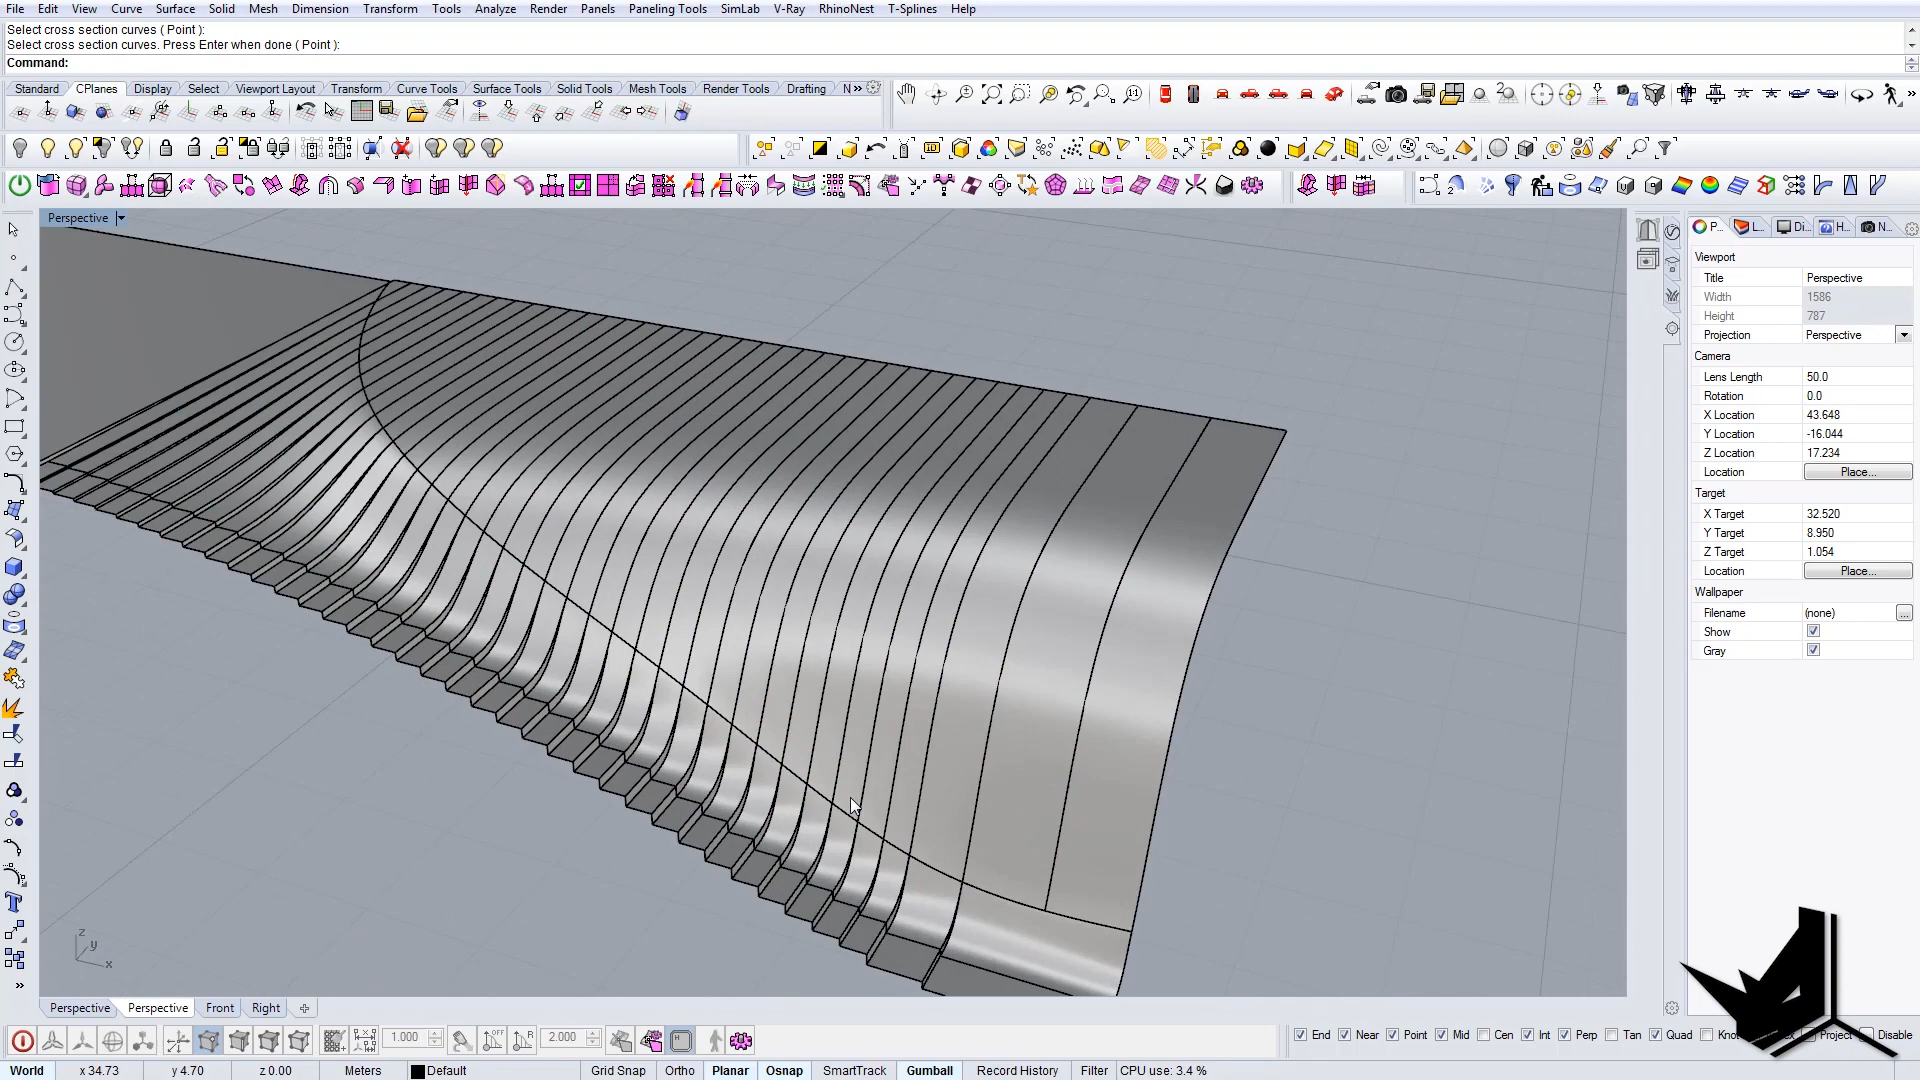 File Edit View Curve Surface Solid Mesh Dimension Transform Tools Analyze Render Panels Paneling Tools SimLab V-Ray RhinoNest T-Splines Help
Select cross section curves ( Point ):
Select cross section curves. Press Enter when done ( Point ):
Command:
Standard CPlanes Display Select Viewport Layout Transform Curve Tools Surface Tools Solid Tools Mesh Tools Render Tools Drafting N
Perspective
P... L... Di... H... N...
Viewport
Title Perspective
Width 1586
Height 787
Projection Perspective
Camera
Lens Length 50.0
Rotation 0.0
X Location 43.648
Y Location -16.044
Z Location 17.234
Location Place...
Target
X Target 32.520
Y Target 8.950
Z Target 1.054
Location Place...
Wallpaper
Filename (none) ...
Show
Gray
z
y
x
Perspective Perspective Front Right
1.000 2.000 End Near Point Mid Cen Int Perp Tan Quad Project Disable
World x 34.73 y 4.70 z 0.00 Meters Default Grid Snap Ortho Planar Osnap SmartTrack Gumball Record History Filter CPU use: 3.4 %